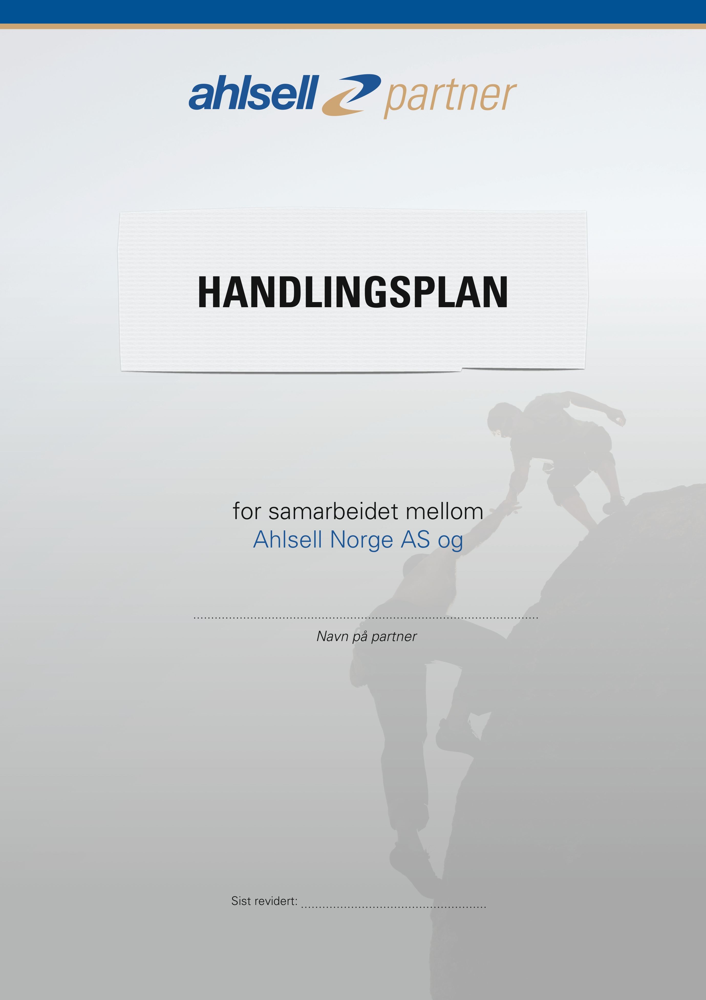 ahlsell partner
HANDLINGSPLAN
for samarbeidet mellom
Ahlsell Norge AS og
................................................................................................
Navn på partner
Sist revidert: ....................................................